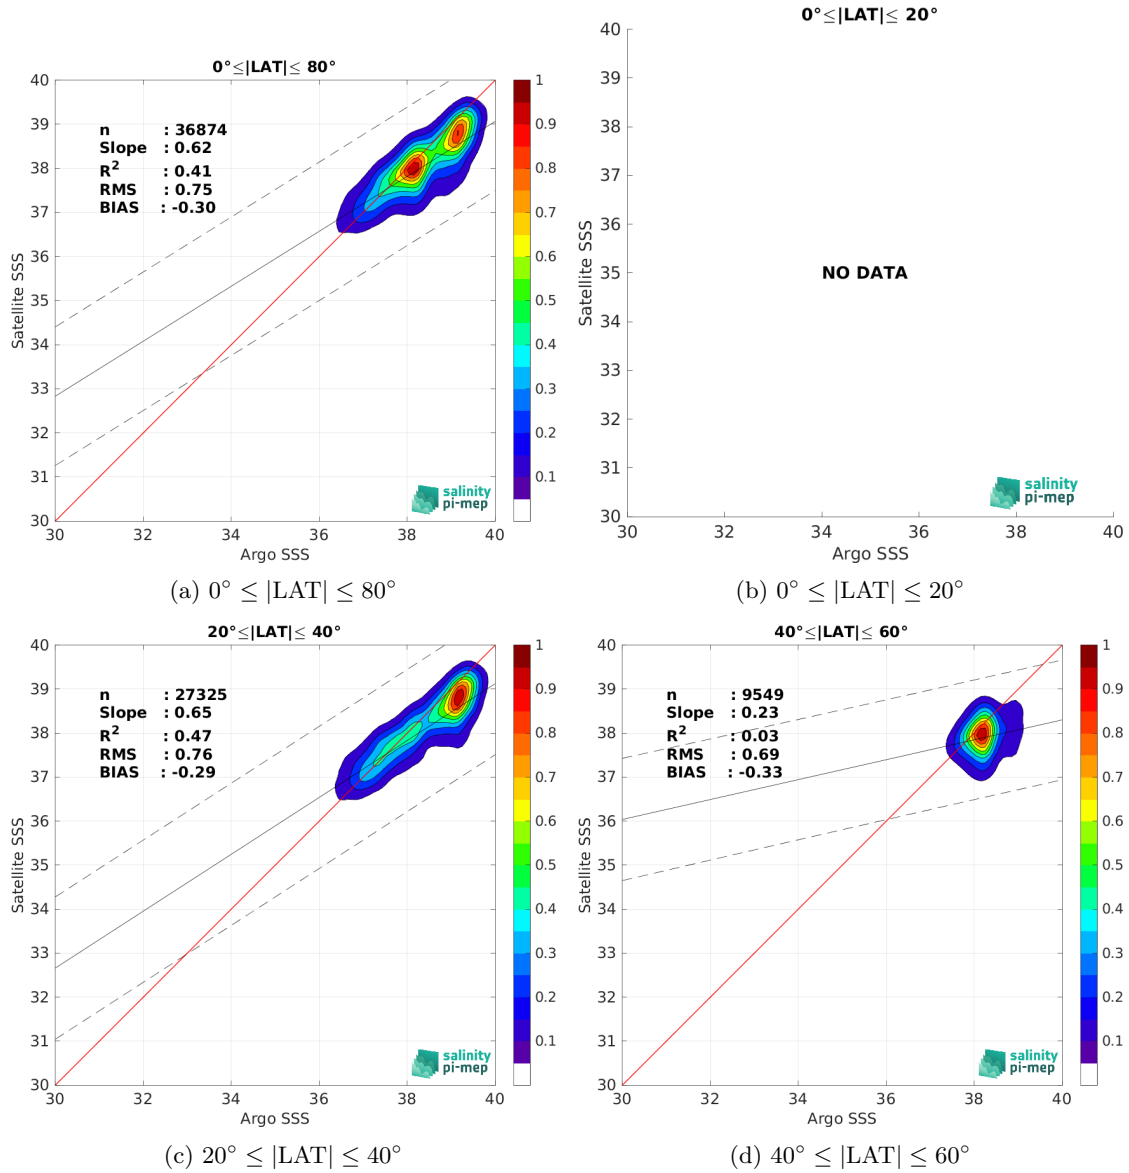 0°≤|LAT|≤ 80°
n : 36874
Slope : 0.62
R² : 0.41
RMS : 0.75
BIAS : -0.30
40
39
38
37
36
35
34
33
32
31
30
30 32 34 36 38 40
Satellite SSS
Argo SSS
1
0.9
0.8
0.7
0.6
0.5
0.4
0.3
0.2
0.1
salinity
pi-mep
(a) 0° ≤ |LAT| ≤ 80°
0°≤|LAT|≤ 20°
40
39
38
37
36
35
34
33
32
31
30
30 32 34 36 38 40
Satellite SSS
Argo SSS
NO DATA
salinity
pi-mep
(b) 0° ≤ |LAT| ≤ 20°
20°≤|LAT|≤ 40°
n : 27325
Slope : 0.65
R² : 0.47
RMS : 0.76
BIAS : -0.29
40
39
38
37
36
35
34
33
32
31
30
30 32 34 36 38 40
Satellite SSS
Argo SSS
1
0.9
0.8
0.7
0.6
0.5
0.4
0.3
0.2
0.1
salinity
pi-mep
(c) 20° ≤ |LAT| ≤ 40°
40°≤|LAT|≤ 60°
n : 9549
Slope : 0.23
R² : 0.03
RMS : 0.69
BIAS : -0.33
40
39
38
37
36
35
34
33
32
31
30
30 32 34 36 38 40
Satellite SSS
Argo SSS
1
0.9
0.8
0.7
0.6
0.5
0.4
0.3
0.2
0.1
salinity
pi-mep
(d) 40° ≤ |LAT| ≤ 60°